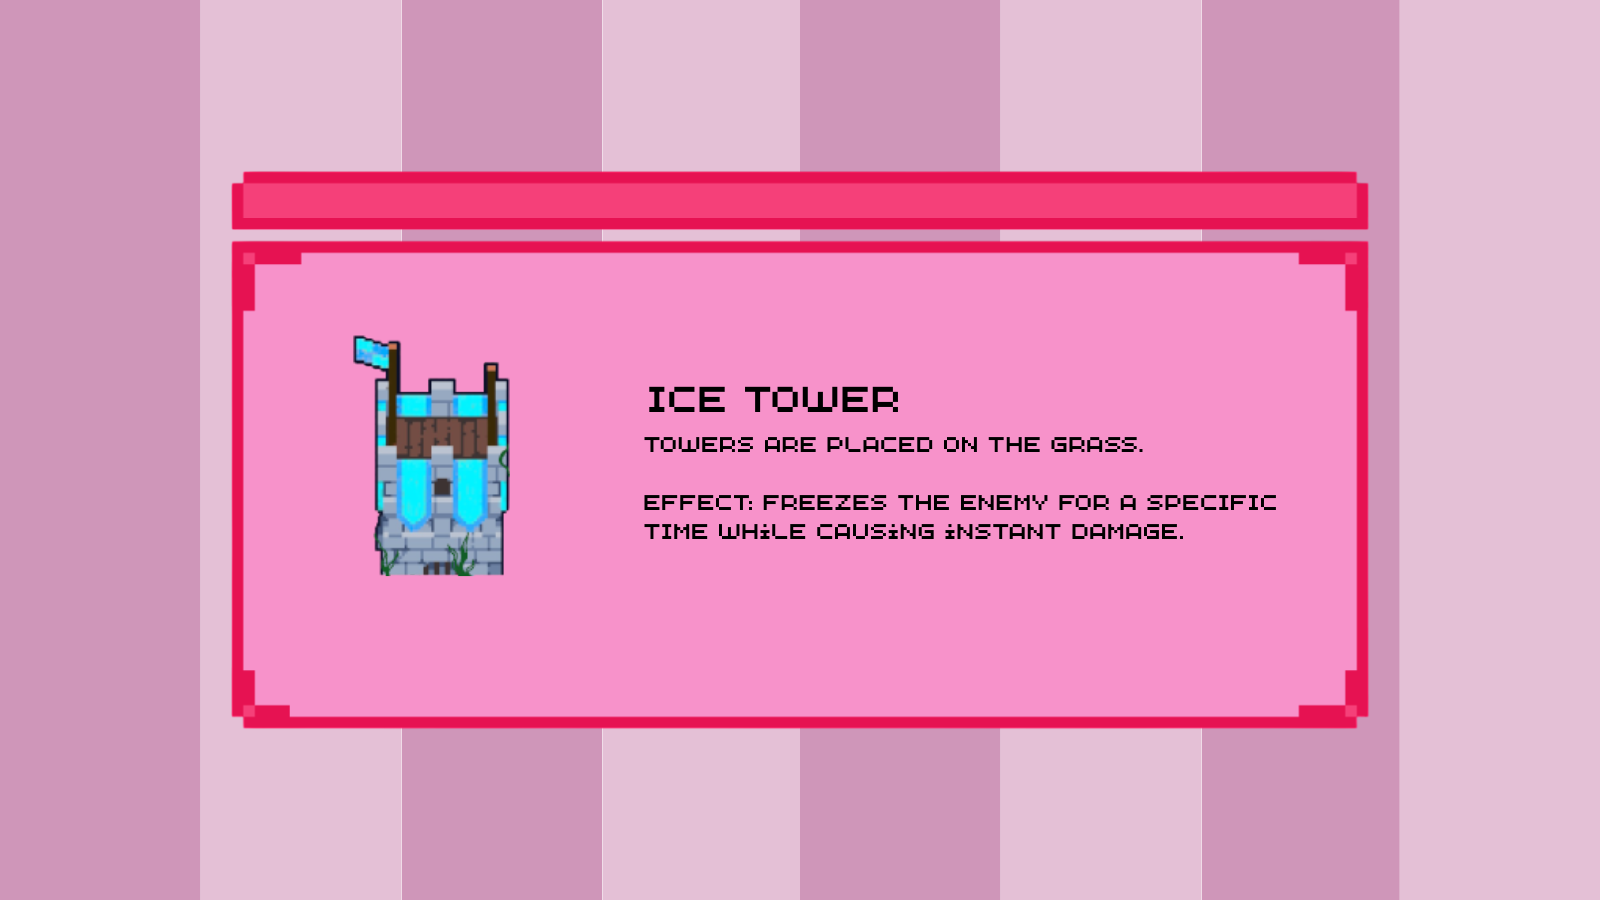 ICE TOWER
TOWERS ARE PLACED ON THE GRASS.
EFFECT: FREEZES THE ENEMY FOR A SPECIFIC
TIME WHiLE CAUSiNG iNSTANT DAMAGE.